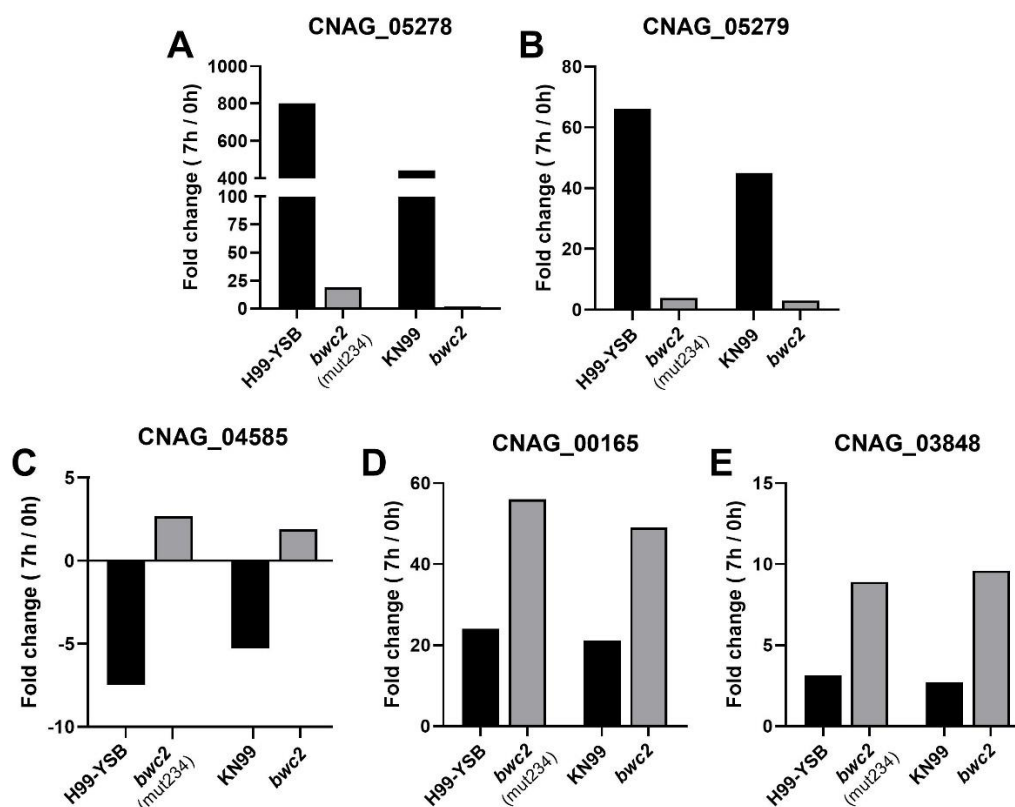 A
CNAG_05278
Fold change ( 7h / 0h)
1000
800
600
400
100
75
50
25
0
H99-YSB
bwc2
(mut234)
KN99
bwc2
B
CNAG_05279
Fold change ( 7h / 0h)
80
60
40
20
0
H99-YSB
bwc2
(mut234)
KN99
bwc2
C
CNAG_04585
Fold change ( 7h / 0h)
5
0
-5
-10
H99-YSB
bwc2
(mut234)
KN99
bwc2
D
CNAG_00165
Fold change ( 7h / 0h)
60
40
20
0
H99-YSB
bwc2
(mut234)
KN99
bwc2
E
CNAG_03848
Fold change ( 7h / 0h)
15
10
5
0
H99-YSB
bwc2
(mut234)
KN99
bwc2